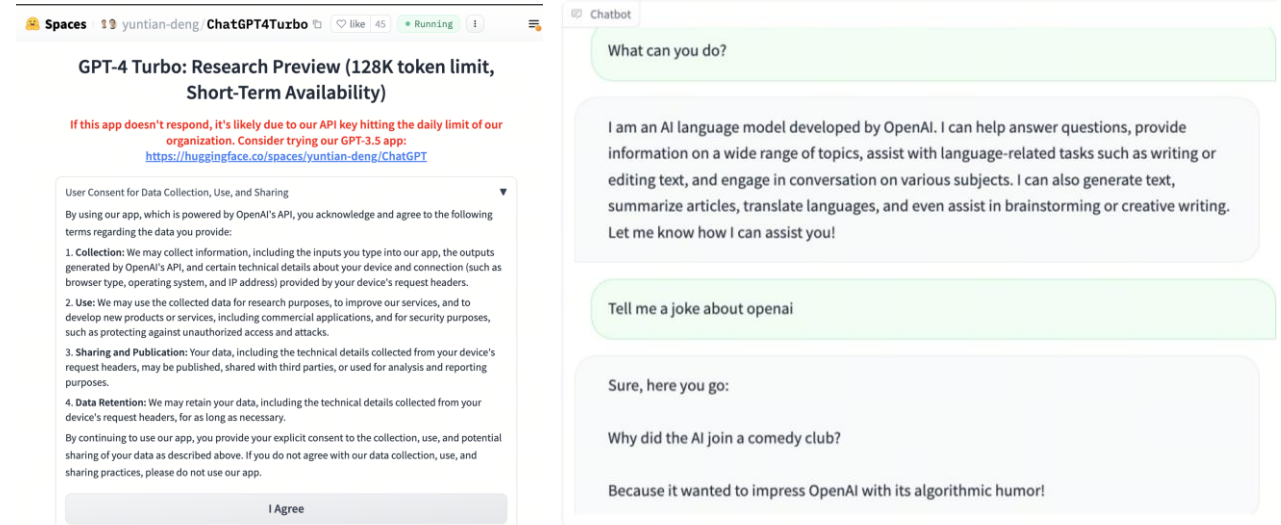 Spaces yuntian-deng/ChatGPT4Turbo like 45 Running
GPT-4 Turbo: Research Preview (128K token limit,
Short-Term Availability)
If this app doesn't respond, it's likely due to our API key hitting the daily limit of our
organization. Consider trying our GPT-3.5 app:
https://huggingface.co/spaces/yuntian-deng/ChatGPT
User Consent for Data Collection, Use, and Sharing
By using our app, which is powered by OpenAI's API, you acknowledge and agree to the following
terms regarding the data you provide:
1. Collection: We may collect information, including the inputs you type into our app, the outputs
generated by OpenAI's API, and certain technical details about your device and connection (such as
browser type, operating system, and IP address) provided by your device's request headers.
2. Use: We may use the collected data for research purposes, to improve our services, and to
develop new products or services, including commercial applications, and for security purposes,
such as protecting against unauthorized access and attacks.
3. Sharing and Publication: Your data, including the technical details collected from your device's
request headers, may be published, shared with third parties, or used for analysis and reporting
purposes.
4. Data Retention: We may retain your data, including the technical details collected from your
device's request headers, for as long as necessary.
By continuing to use our app, you provide your explicit consent to the collection, use, and potential
sharing of your data as described above. If you do not agree with our data collection, use, and
sharing practices, please do not use our app.
I Agree
Chatbot
What can you do?
I am an AI language model developed by OpenAI. I can help answer questions, provide
information on a wide range of topics, assist with language-related tasks such as writing or
editing text, and engage in conversation on various subjects. I can also generate text,
summarize articles, translate languages, and even assist in brainstorming or creative writing.
Let me know how I can assist you!
Tell me a joke about openai
Sure, here you go:
Why did the AI join a comedy club?
Because it wanted to impress OpenAI with its algorithmic humor!